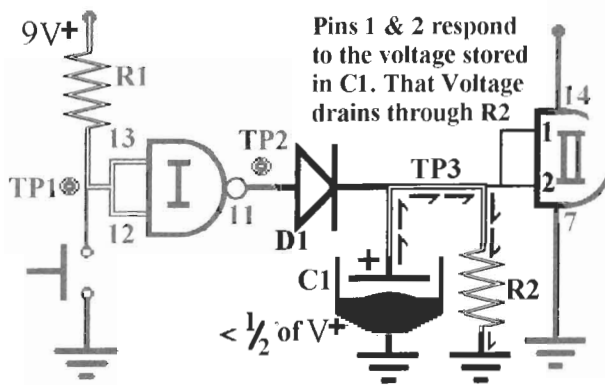 9V+
R1
Pins 1 & 2 respond
to the voltage stored
in C1. That Voltage
drains through R2
14
13
TP2
1
II
TP1
I
TP3
2
12
11
D1
7
C1
+
R2
< 1/2 of V+